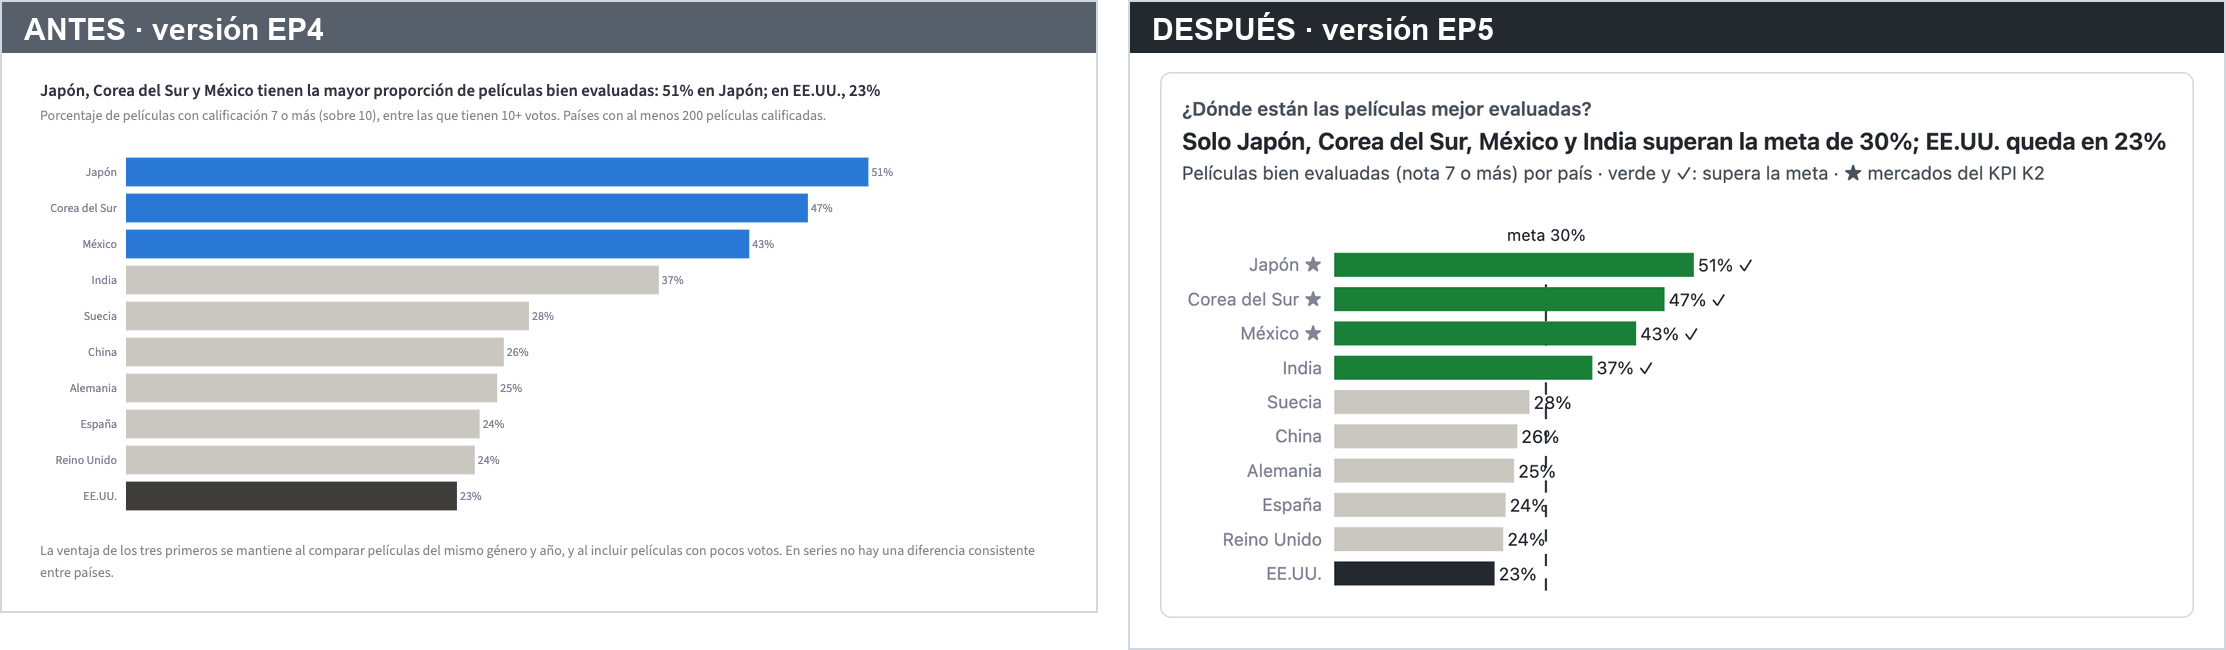 ANTES · versión EP4
Japón, Corea del Sur y México tienen la mayor proporción de películas bien evaluadas: 51% en Japón; en EE.UU., 23%
Porcentaje de películas con calificación 7 o más (sobre 10), entre las que tienen 10+ votos. Países con al menos 200 películas calificadas.
Japón 51%
Corea del Sur 47%
México 43%
India 37%
Suecia 28%
China 26%
Alemania 25%
España 24%
Reino Unido 24%
EE.UU. 23%
La ventaja de los tres primeros se mantiene al comparar películas del mismo género y año, y al incluir películas con pocos votos. En series no hay una diferencia consistente
entre países.
DESPUÉS · versión EP5
¿Dónde están las películas mejor evaluadas?
Solo Japón, Corea del Sur, México y India superan la meta de 30%; EE.UU. queda en 23%
Películas bien evaluadas (nota 7 o más) por país · verde y ✓: supera la meta · ★ mercados del KPI K2
meta 30%
Japón ★ 51% ✓
Corea del Sur ★ 47% ✓
México ★ 43% ✓
India 37% ✓
Suecia 28%
China 26%
Alemania 25%
España 24%
Reino Unido 24%
EE.UU. 23%